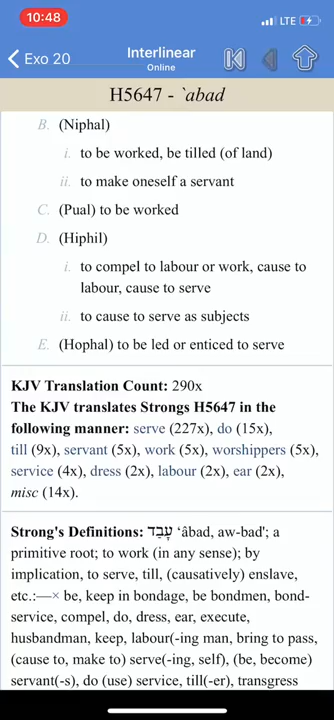 10:48
LTE
Exo 20
Interlinear
Online
H5647 - `abad
B. (Niphal)
i. to be worked, be tilled (of land)
ii. to make oneself a servant
C. (Pual) to be worked
D. (Hiphil)
i. to compel to labour or work, cause to
labour, cause to serve
ii. to cause to serve as subjects
E. (Hophal) to be led or enticed to serve
KJV Translation Count: 290x
The KJV translates Strongs H5647 in the
following manner: serve (227x), do (15x),
till (9x), servant (5x), work (5x), worshippers (5x),
service (4x), dress (2x), labour (2x), ear (2x),
misc (14x).
Strong's Definitions: עָבַד ʻâbad, aw-bad'; a
primitive root; to work (in any sense); by
implication, to serve, till, (causatively) enslave,
etc.:—× be, keep in bondage, be bondmen, bond-
service, compel, do, dress, ear, execute,
husbandman, keep, labour(-ing man, bring to pass,
(cause to, make to) serve(-ing, self), (be, become)
servant(-s), do (use) service, till(-er), transgress